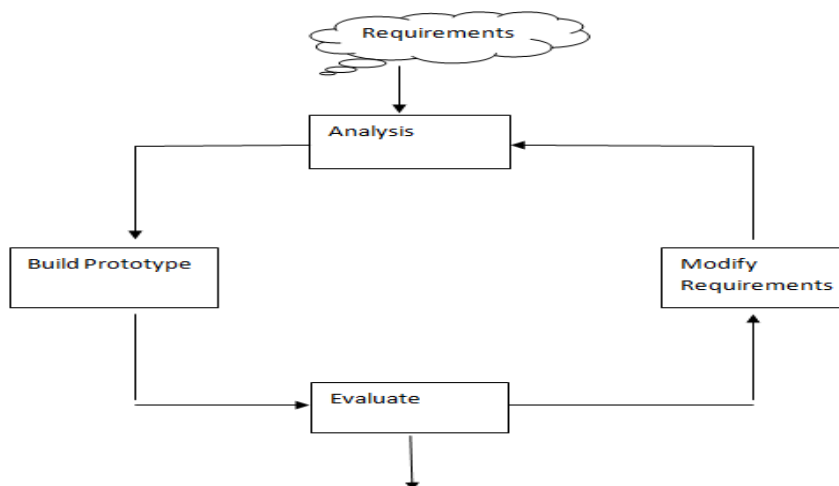 Requirements
Analysis
Build Prototype
Modify
Requirements
Evaluate